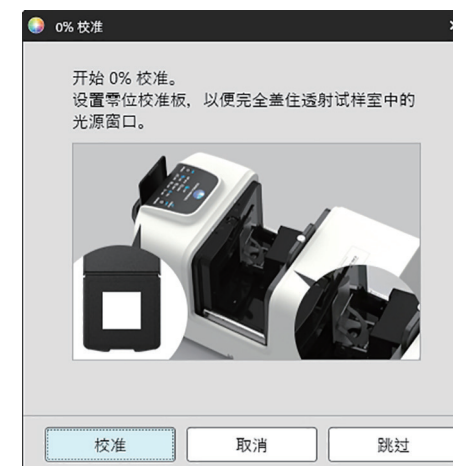 0% 校准
开始 0% 校准。
设置零位校准板，以便完全盖住透射试样室中的
光源窗口。
校准
取消
跳过